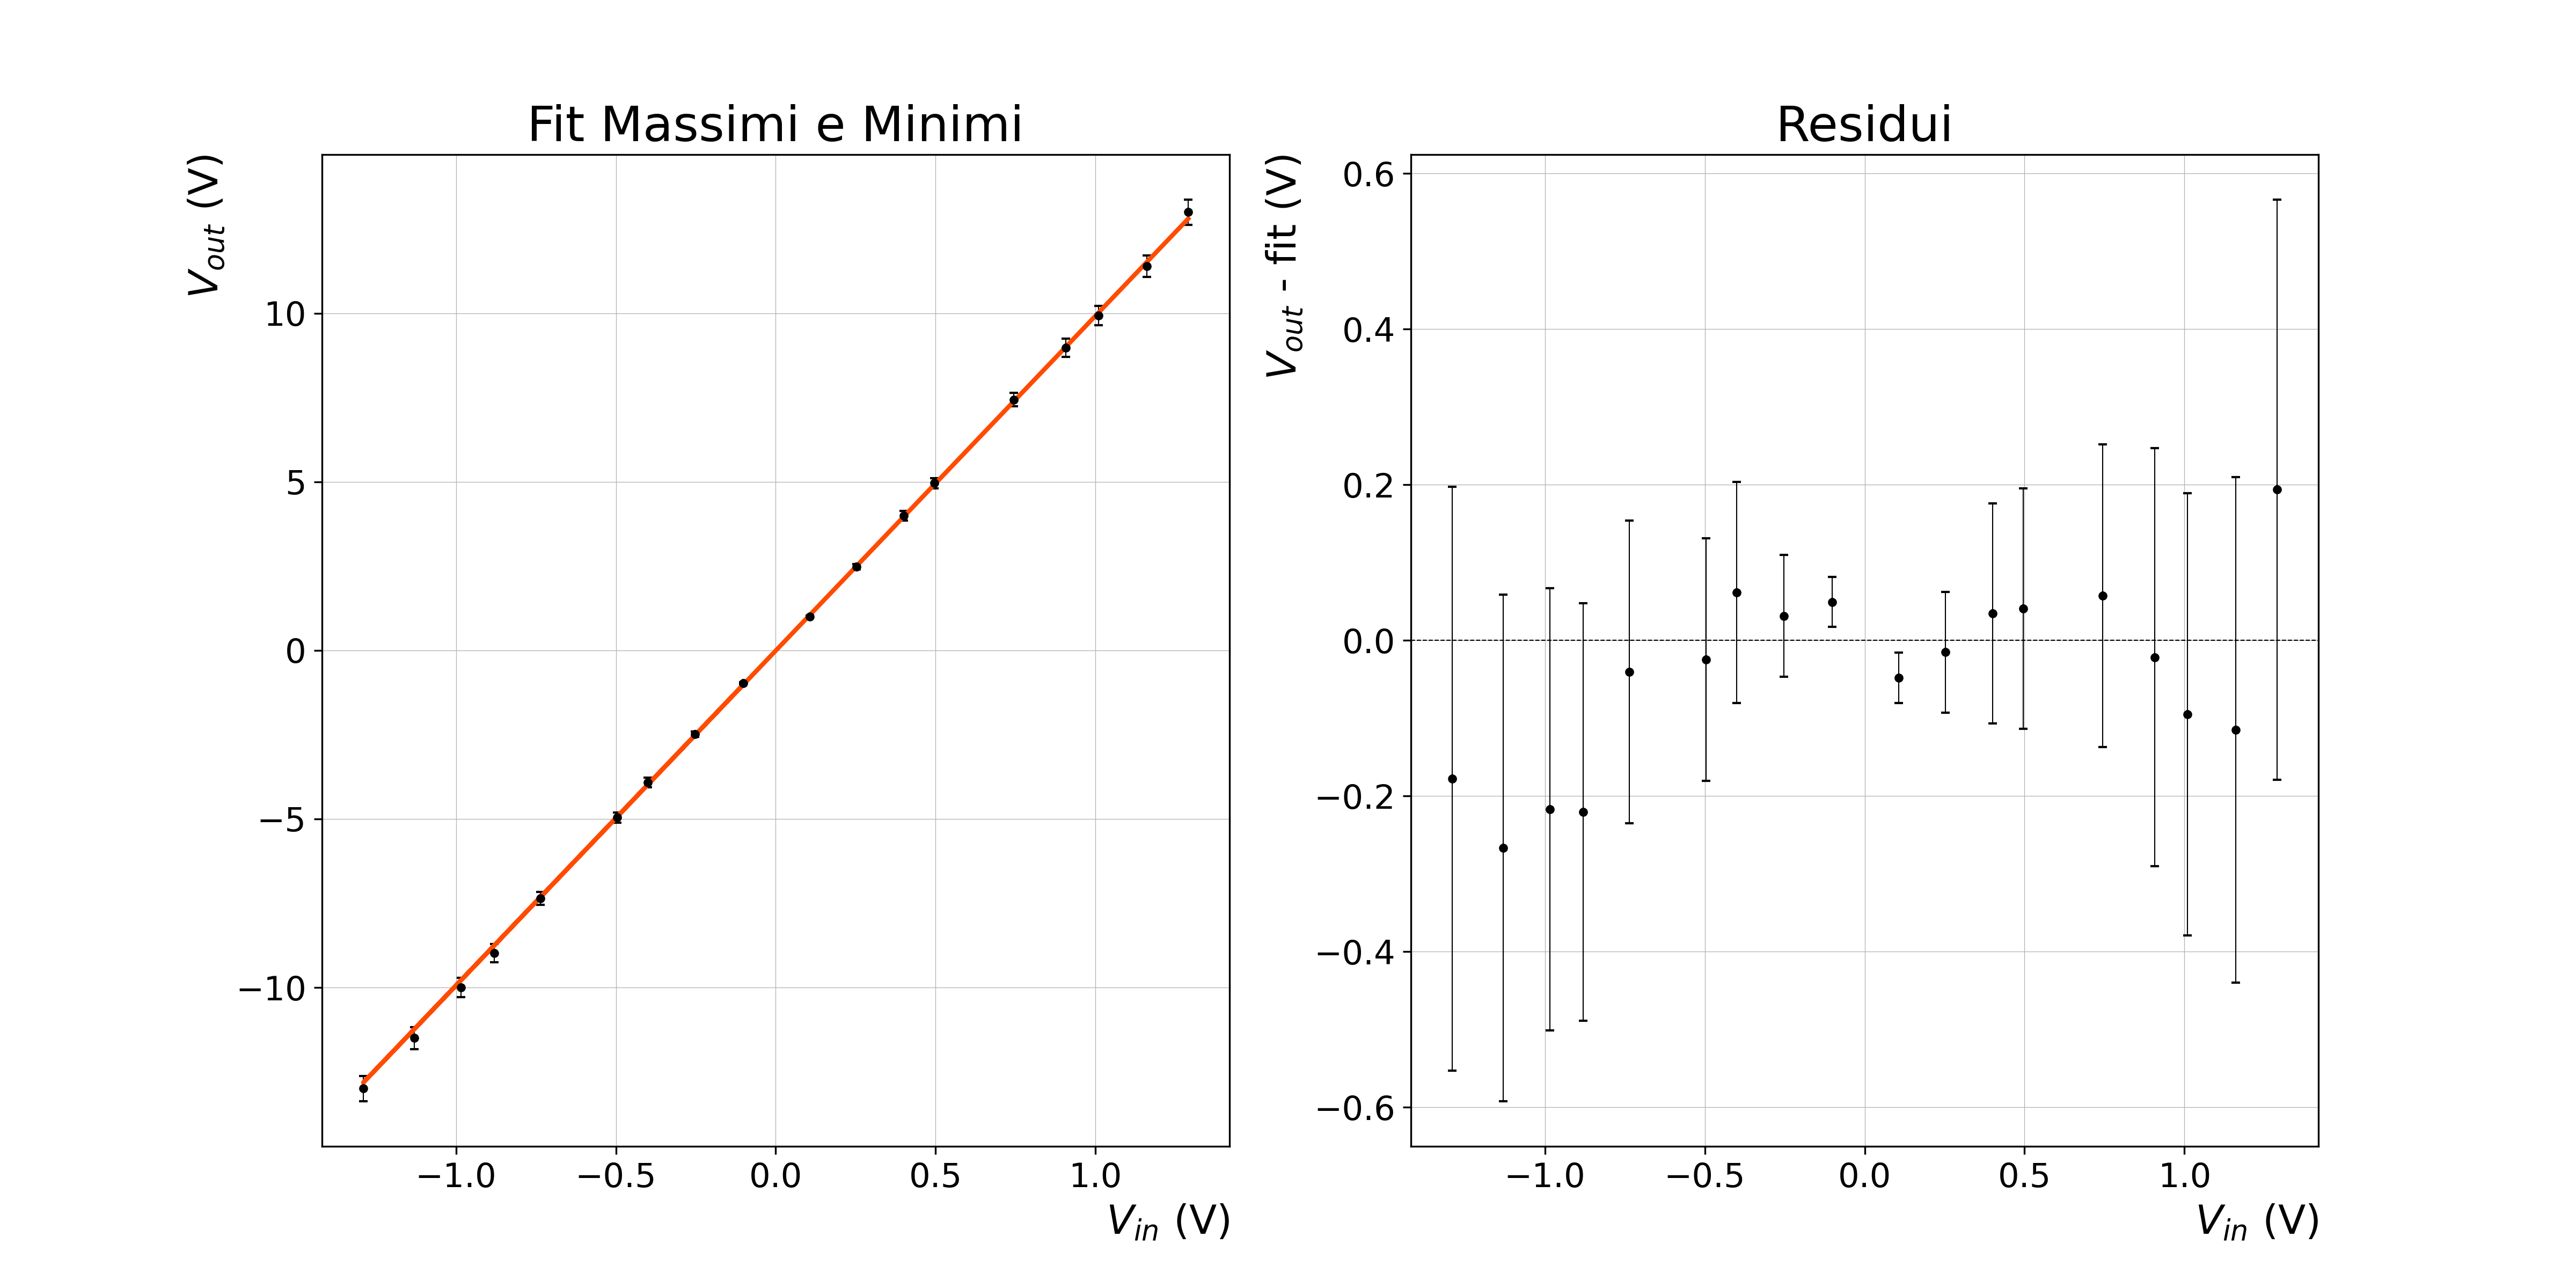 Fit Massimi e Minimi
V_out (V)
10
5
0
−5
−10
−1.0 −0.5 0.0 0.5 1.0
V_in (V)
Residui
V_out - fit (V)
0.6
0.4
0.2
0.0
−0.2
−0.4
−0.6
−1.0 −0.5 0.0 0.5 1.0
V_in (V)